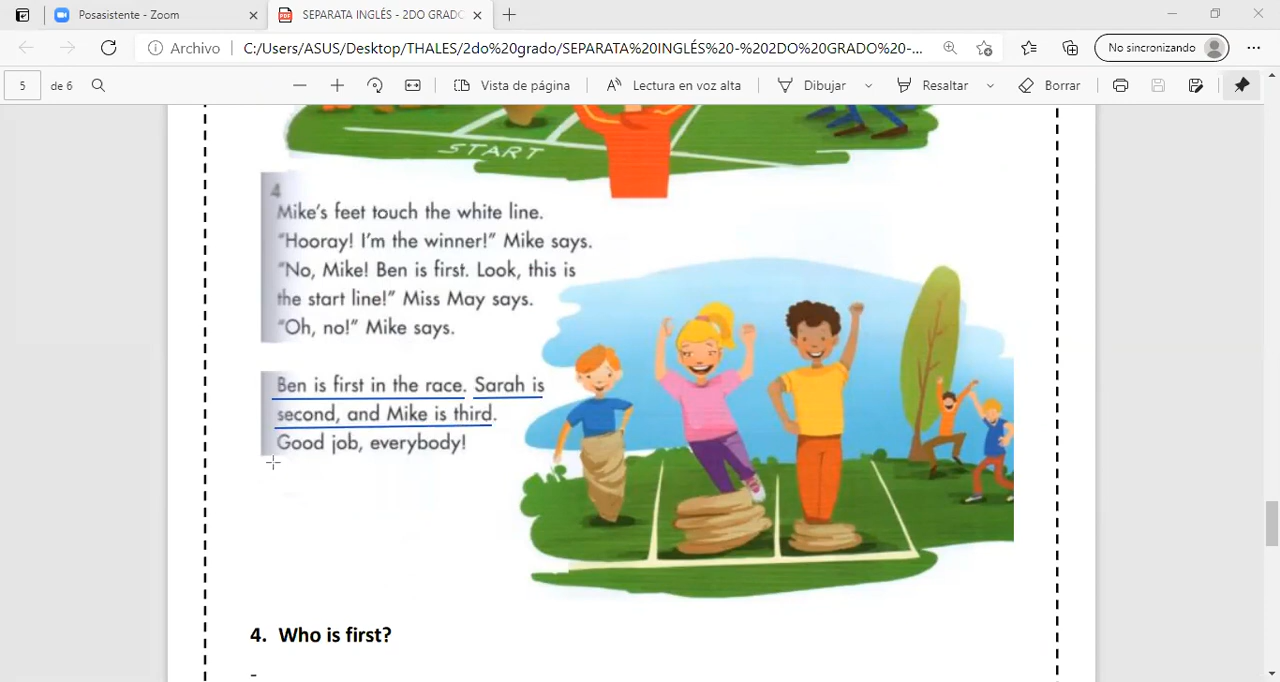 Posasistente - Zoom
SEPARATA INGLÉS - 2DO GRADO
Archivo
C:/Users/ASUS/Desktop/THALES/2do%20grado/SEPARATA%20INGLÉS%20-%202DO%20GRADO%20-...
No sincronizando
5 de 6
Vista de página
Lectura en voz alta
Dibujar
Resaltar
Borrar
START
4
Mike's feet touch the white line.
"Hooray! I'm the winner!" Mike says.
"No, Mike! Ben is first. Look, this is
the start line!" Miss May says.
"Oh, no!" Mike says.
Ben is first in the race. Sarah is
second, and Mike is third.
Good job, everybody!
4. Who is first?
-